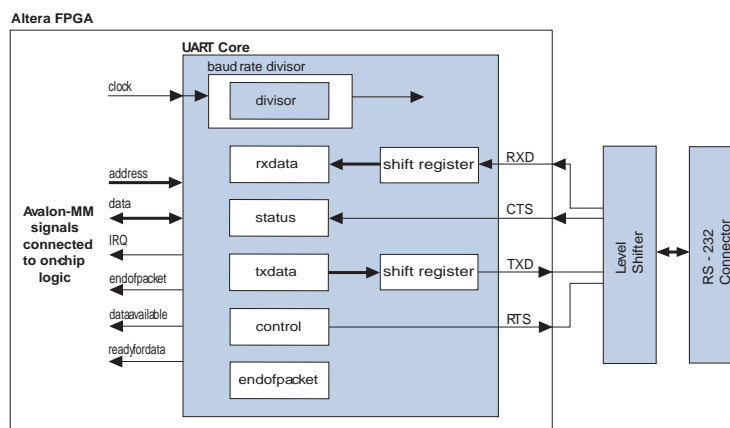 Altera FPGA
UART Core
baud rate divisor
clock
divisor
rxdata
shift register
RXD
address
data
Avalon-MM
signals
connected
to on-chip
logic
status
CTS
IRQ
txdata
shift register
TXD
endofpacket
dataavailable
control
RTS
readyfordata
endofpacket
Level
Shifter
RS - 232
Connector